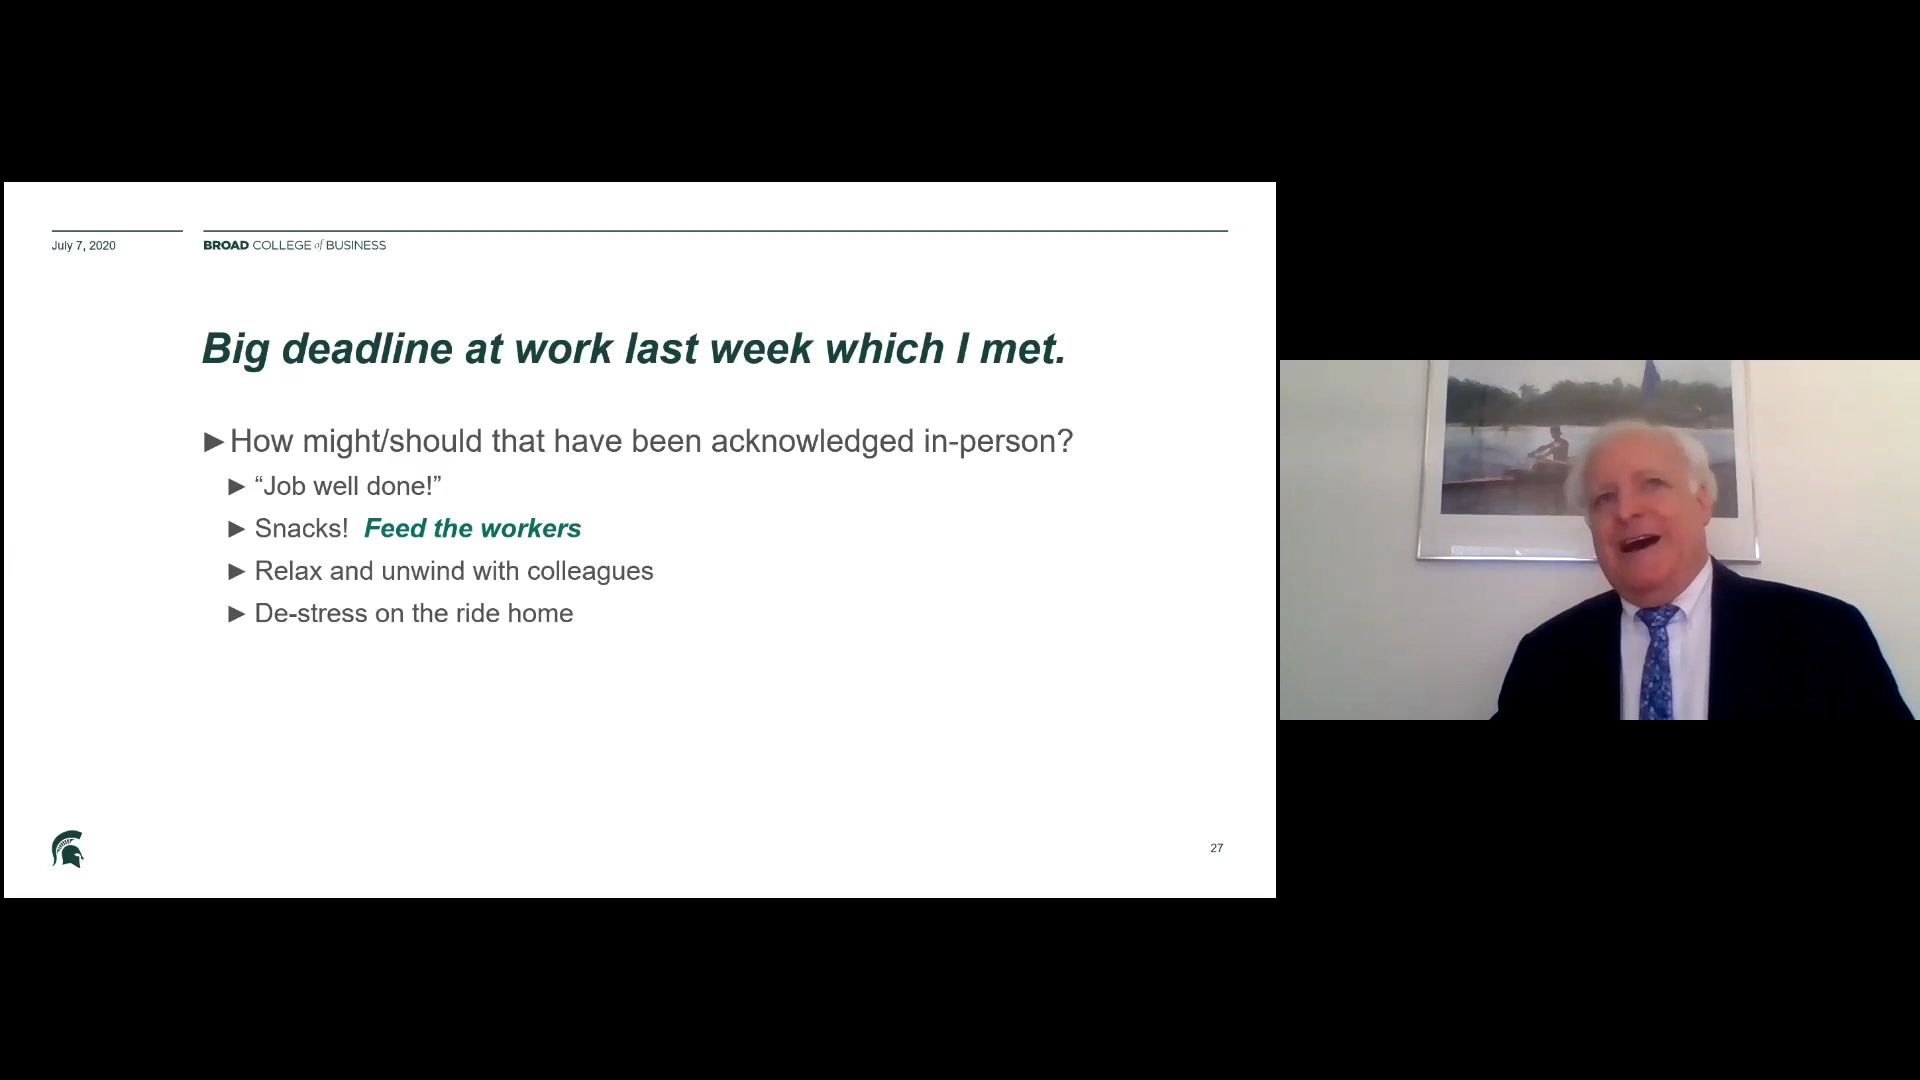 July 7, 2020
BROAD COLLEGE of BUSINESS
Big deadline at work last week which I met.
►How might/should that have been acknowledged in-person?
► “Job well done!”
► Snacks! Feed the workers
► Relax and unwind with colleagues
► De-stress on the ride home
27